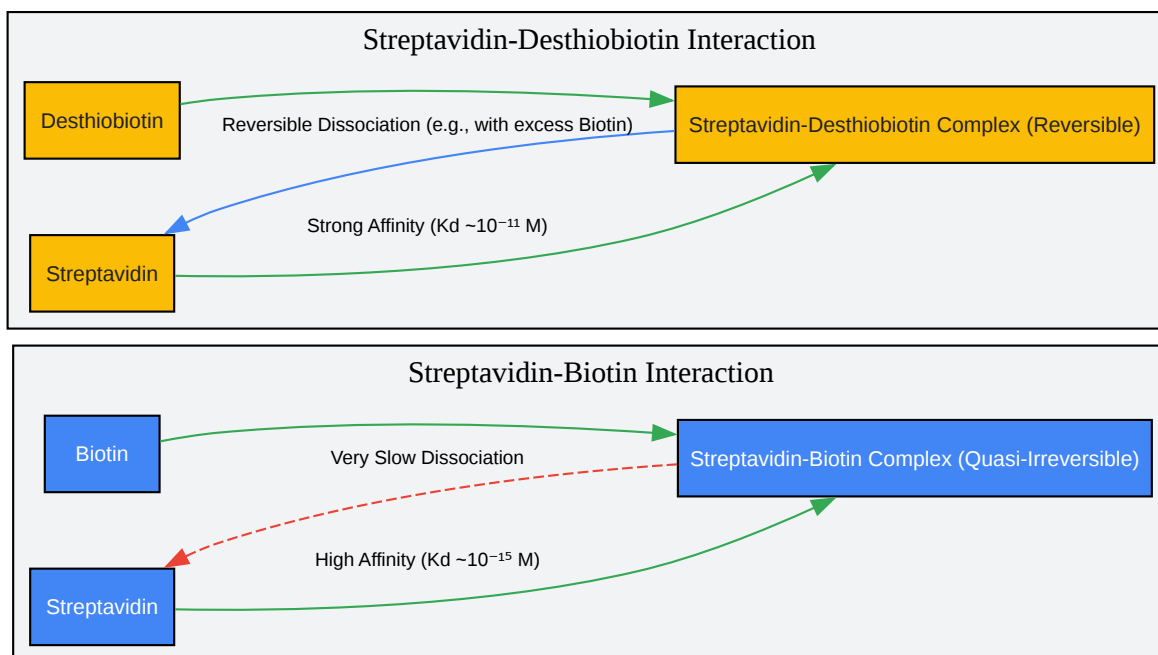 Streptavidin-Desthiobiotin Interaction
Desthiobiotin
Reversible Dissociation (e.g., with excess Biotin)
Streptavidin-Desthiobiotin Complex (Reversible)
Strong Affinity (Kd ~10⁻¹¹ M)
Streptavidin
Streptavidin-Biotin Interaction
Biotin
Very Slow Dissociation
Streptavidin-Biotin Complex (Quasi-Irreversible)
High Affinity (Kd ~10⁻¹⁵ M)
Streptavidin